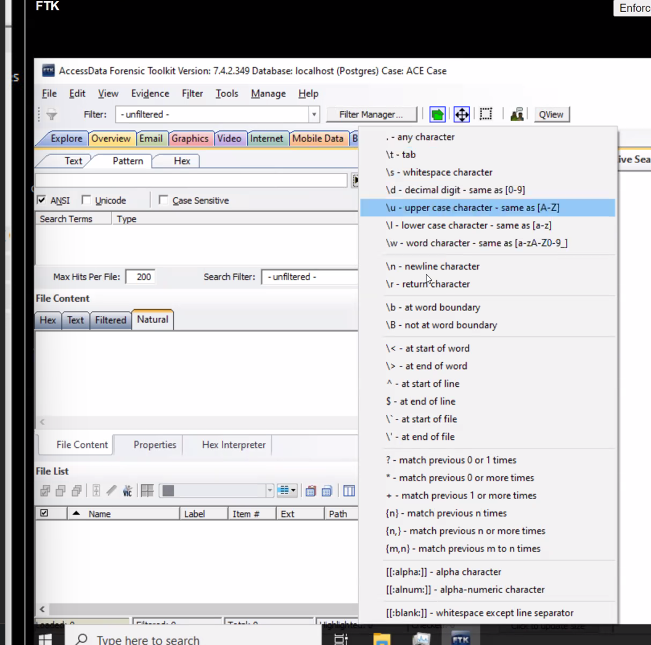 FTK
Enforc
s
AccessData Forensic Toolkit Version: 7.4.2.349 Database: localhost (Postgres) Case: ACE Case
File Edit View Evidence Filter Tools Manage Help
Filter: - unfiltered - Filter Manager... QView
Explore Overview Email Graphics Video Internet Mobile Data B
Text Pattern Hex
ive Sea
ANSI Unicode Case Sensitive
Search Terms Type
Max Hits Per File: 200 Search Filter: - unfiltered -
File Content
Hex Text Filtered Natural
File Content Properties Hex Interpreter
File List
Name Label Item # Ext Path
. - any character
\t - tab
\s - whitespace character
\d - decimal digit - same as [0-9]
\u - upper case character - same as [A-Z]
\l - lower case character - same as [a-z]
\w - word character - same as [a-zA-Z0-9_]
\n - newline character
\r - return character
\b - at word boundary
\B - not at word boundary
\< - at start of word
\> - at end of word
^ - at start of line
$ - at end of line
\` - at start of file
\' - at end of file
? - match previous 0 or 1 times
* - match previous 0 or more times
+ - match previous 1 or more times
{n} - match previous n times
{n,} - match previous n or more times
{m,n} - match previous m to n times
[[:alpha:]] - alpha character
[[:alnum:]] - alpha-numeric character
[[:blank:]] - whitespace except line separator
Type here to search
FTK